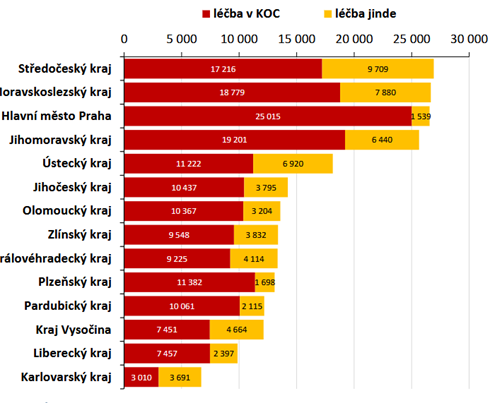 léčba v KOC léčba jinde
0 5 000 10 000 15 000 20 000 25 000 30 000
Středočeský kraj 17 216 9 709
oravskoslezský kraj 18 779 7 880
Hlavní město Praha 25 015 1 539
Jihomoravský kraj 19 201 6 440
Ústecký kraj 11 222 6 920
Jihočeský kraj 10 437 3 795
Olomoucký kraj 10 367 3 204
Zlínský kraj 9 548 3 832
rálovéhradecký kraj 9 225 4 114
Plzeňský kraj 11 382 1 698
Pardubický kraj 10 061 2 115
Kraj Vysočina 7 451 4 664
Liberecký kraj 7 457 2 397
Karlovarský kraj 3 010 3 691